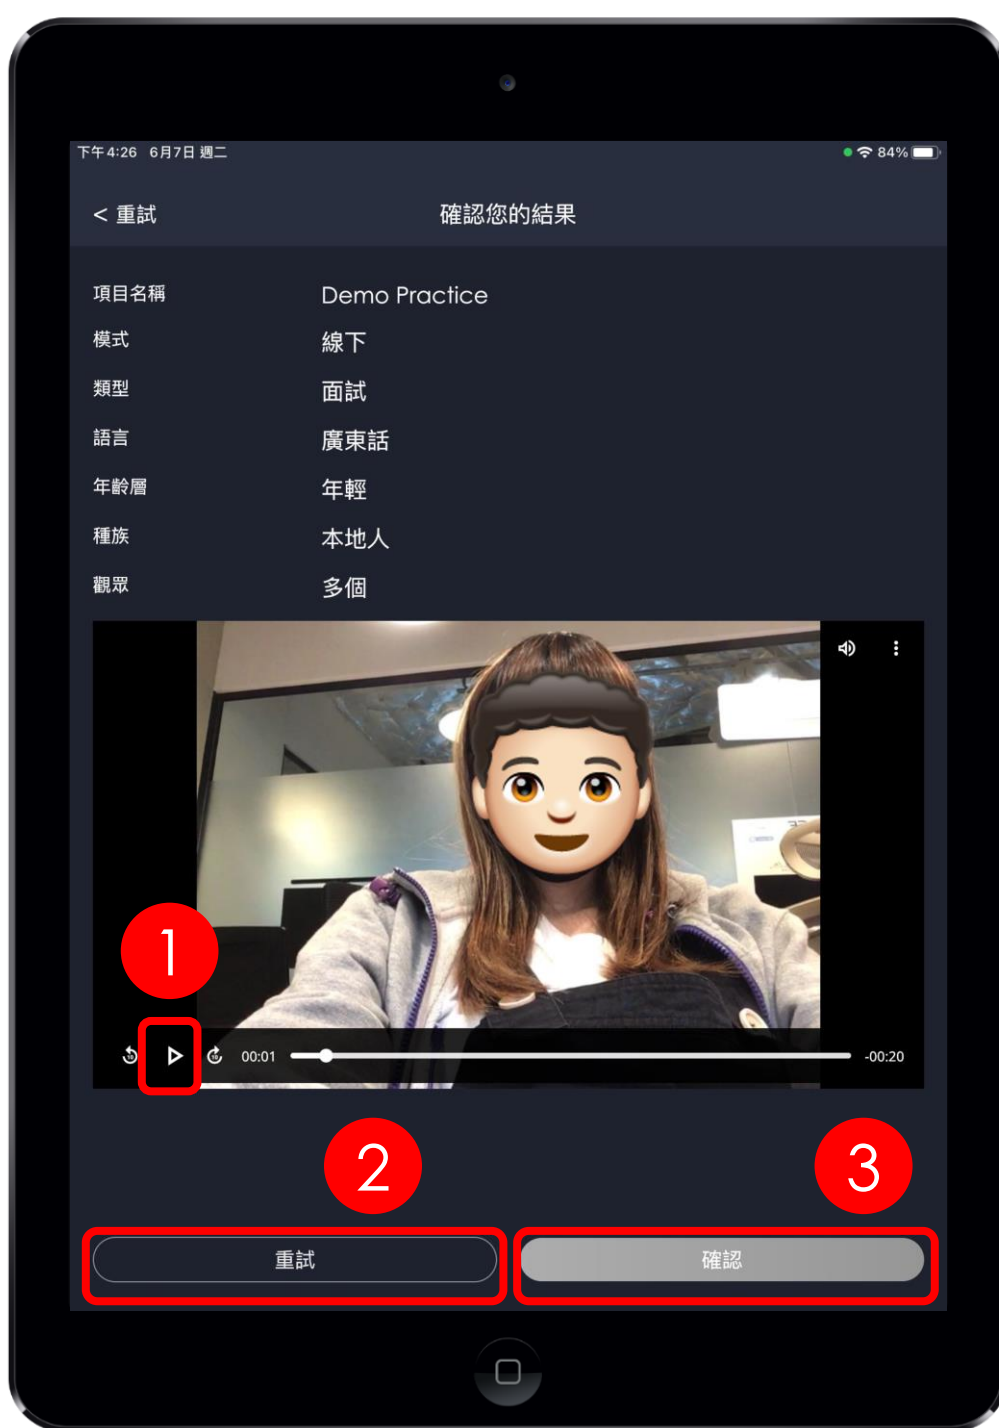 下午4:26 6月7日 週二 84%
< 重試 確認您的結果
項目名稱 Demo Practice
模式 線下
類型 面試
語言 廣東話
年齡層 年輕
種族 本地人
觀眾 多個
1
10 10 00:01 -00:20
2 3
重試 確認